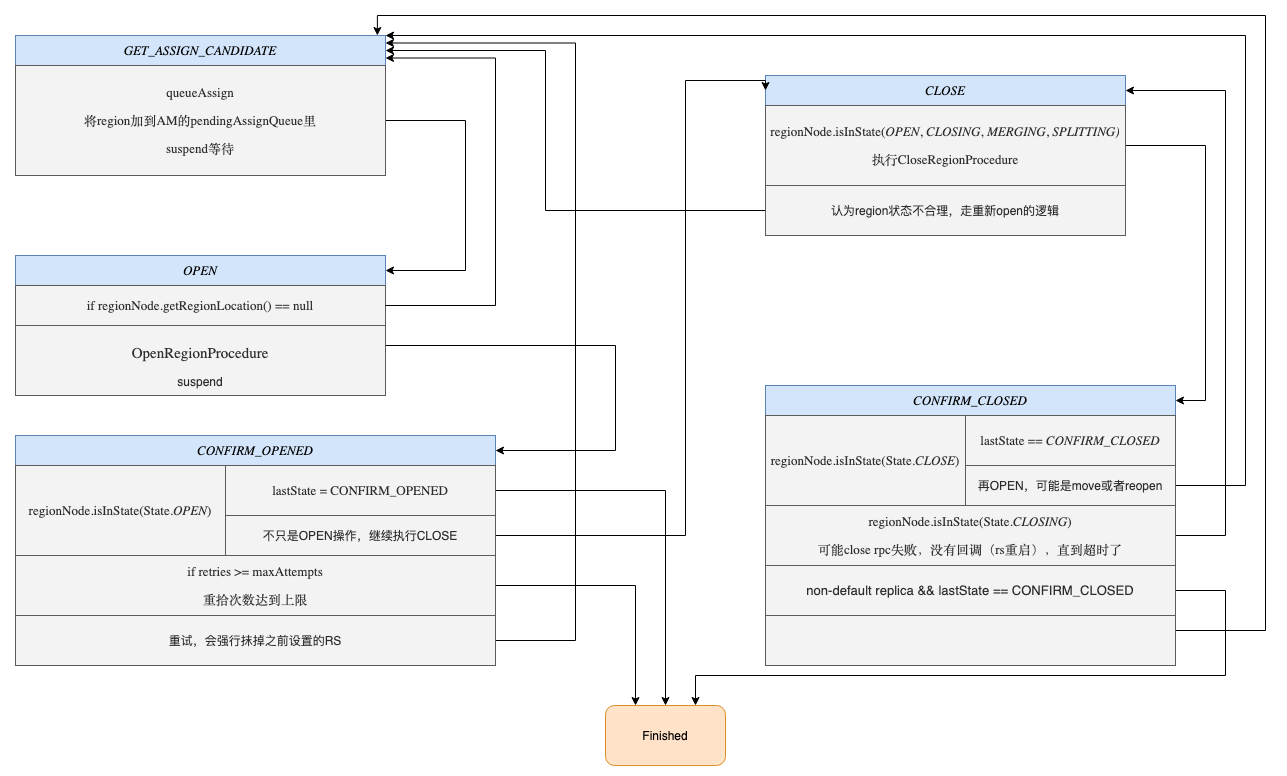 GET_ASSIGN_CANDIDATE
queueAssign
将region加到AM的pendingAssignQueue里
suspend等待
CLOSE
regionNode.isInState(OPEN, CLOSING, MERGING, SPLITTING)
执行CloseRegionProcedure
认为region状态不合理，走重新open的逻辑
OPEN
if regionNode.getRegionLocation() == null
OpenRegionProcedure
suspend
CONFIRM_OPENED
regionNode.isInState(State.OPEN)
lastState = CONFIRM_OPENED
不只是OPEN操作，继续执行CLOSE
if retries >= maxAttempts
重拾次数达到上限
重试，会强行抹掉之前设置的RS
CONFIRM_CLOSED
regionNode.isInState(State.CLOSE)
lastState == CONFIRM_CLOSED
再OPEN，可能是move或者reopen
regionNode.isInState(State.CLOSING)
可能close rpc失败，没有回调（rs重启），直到超时了
non-default replica && lastState == CONFIRM_CLOSED
Finished